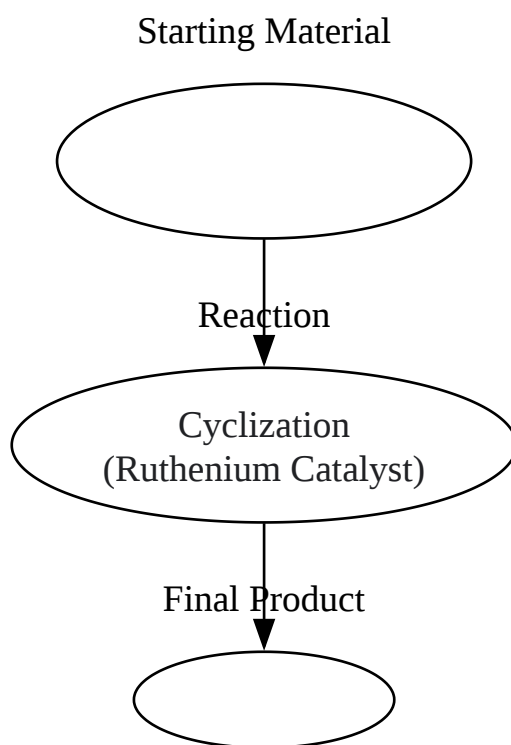 Starting Material
Reaction
Cyclization
(Ruthenium Catalyst)
Final Product